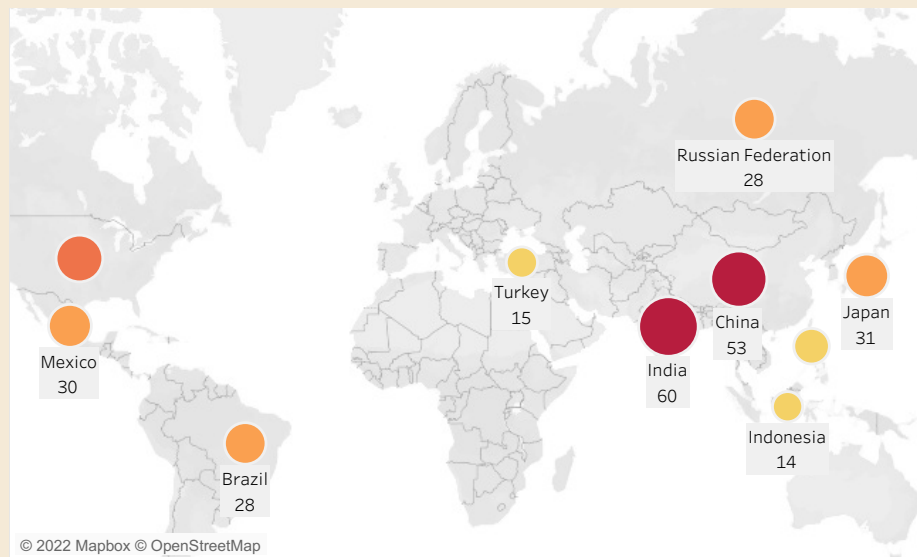 Russian Federation
28
Turkey
15
China
53
Japan
31
India
60
Mexico
30
Indonesia
14
Brazil
28
© 2022 Mapbox © OpenStreetMap